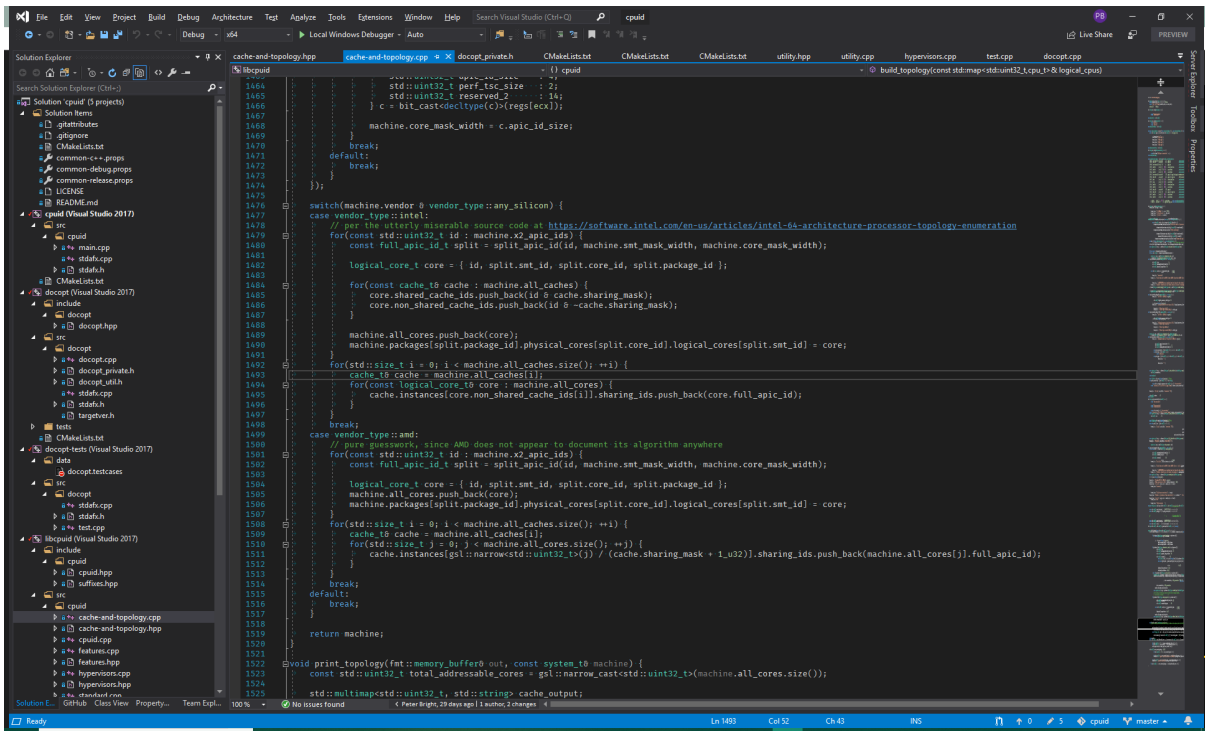 File Edit View Project Build Debug Architecture Test Analyze Tools Extensions Window Help Search Visual Studio (Ctrl+Q) cpuid PB
Debug x64 Local Windows Debugger Auto Live Share PREVIEW
Solution Explorer
Search Solution Explorer (Ctrl+;)
Solution 'cpuid' (5 projects)
Solution Items
.gitattributes
.gitignore
CMakeLists.txt
common-c++.props
common-debug.props
common-release.props
LICENSE
README.md
cpuid (Visual Studio 2017)
src
cpuid
main.cpp
stdafx.cpp
stdafx.h
CMakeLists.txt
docopt (Visual Studio 2017)
include
docopt
docopt.hpp
src
docopt
docopt.cpp
docopt_private.h
docopt_util.h
stdafx.cpp
stdafx.h
targetver.h
tests
CMakeLists.txt
docopt-tests (Visual Studio 2017)
data
docopt.testcases
src
docopt
stdafx.cpp
stdafx.h
test.cpp
libcpuid (Visual Studio 2017)
include
cpuid
cpuid.hpp
suffixes.hpp
src
cpuid
cache-and-topology.cpp
cache-and-topology.hpp
cpuid.cpp
features.cpp
features.hpp
hypervisors.cpp
hypervisors.hpp
standard.cpp
Solution E... GitHub Class View Property... Team Expl...
cache-and-topology.hpp cache-and-topology.cpp docopt_private.h CMakeLists.txt CMakeLists.txt CMakeLists.txt utility.hpp utility.cpp hypervisors.cpp test.cpp docopt.cpp
libcpuid () cpuid build_topology(const std::map<std::uint32_t,cpu_t>& logical_cpus)
1464 std::uint32_t perf_tsc_size : 2;
1465 std::uint32_t reserved_2 : 14;
1466 } c = bit_cast<decltype(c)>(regs[ecx]);
1467
1468 machine.core_mask_width = c.apic_id_size;
1469 }
1470 break;
1471 default:
1472 break;
1473 }
1474 });
1475
1476 switch(machine.vendor & vendor_type::any_silicon) {
1477 case vendor_type::intel:
1478 // per the utterly miserable source code at https://software.intel.com/en-us/articles/intel-64-architecture-processor-topology-enumeration
1479 for(const std::uint32_t id : machine.x2_apic_ids) {
1480 const full_apic_id_t split = split_apic_id(id, machine.smt_mask_width, machine.core_mask_width);
1481
1482 logical_core_t core = { id, split.smt_id, split.core_id, split.package_id };
1483
1484 for(const cache_t& cache : machine.all_caches) {
1485 core.shared_cache_ids.push_back(id & cache.sharing_mask);
1486 core.non_shared_cache_ids.push_back(id & ~cache.sharing_mask);
1487 }
1488
1489 machine.all_cores.push_back(core);
1490 machine.packages[split.package_id].physical_cores[split.core_id].logical_cores[split.smt_id] = core;
1491 }
1492 for(std::size_t i = 0; i < machine.all_caches.size(); ++i) {
1493 cache_t& cache = machine.all_caches[i];
1494 for(const logical_core_t& core : machine.all_cores) {
1495 cache.instances[core.non_shared_cache_ids[i]].sharing_ids.push_back(core.full_apic_id);
1496 }
1497 }
1498 break;
1499 case vendor_type::amd:
1500 // pure guesswork, since AMD does not appear to document its algorithm anywhere
1501 for(const std::uint32_t id : machine.x2_apic_ids) {
1502 const full_apic_id_t split = split_apic_id(id, machine.smt_mask_width, machine.core_mask_width);
1503
1504 logical_core_t core = { id, split.smt_id, split.core_id, split.package_id };
1505 machine.all_cores.push_back(core);
1506 machine.packages[split.package_id].physical_cores[split.core_id].logical_cores[split.smt_id] = core;
1507 }
1508 for(std::size_t i = 0; i < machine.all_caches.size(); ++i) {
1509 cache_t& cache = machine.all_caches[i];
1510 for(std::size_t j = 0; j < machine.all_cores.size(); ++j) {
1511 cache.instances[gsl::narrow<std::uint32_t>(j) / (cache.sharing_mask + 1_u32)].sharing_ids.push_back(machine.all_cores[j].full_apic_id);
1512 }
1513 }
1514 break;
1515 default:
1516 break;
1517 }
1518
1519 return machine;
1520 }
1521
1522 void print_topology(fmt::memory_buffer& out, const system_t& machine) {
1523 const std::uint32_t total_addressable_cores = gsl::narrow_cast<std::uint32_t>(machine.all_cores.size());
1524
1525 std::multimap<std::uint32_t, std::string> cache_output;
100 % No issues found Peter Bright, 29 days ago | 1 author, 2 changes
Server Explorer
Toolbox
Properties
Ready Ln 1493 Col 52 Ch 43 INS 0 5 cpuid master